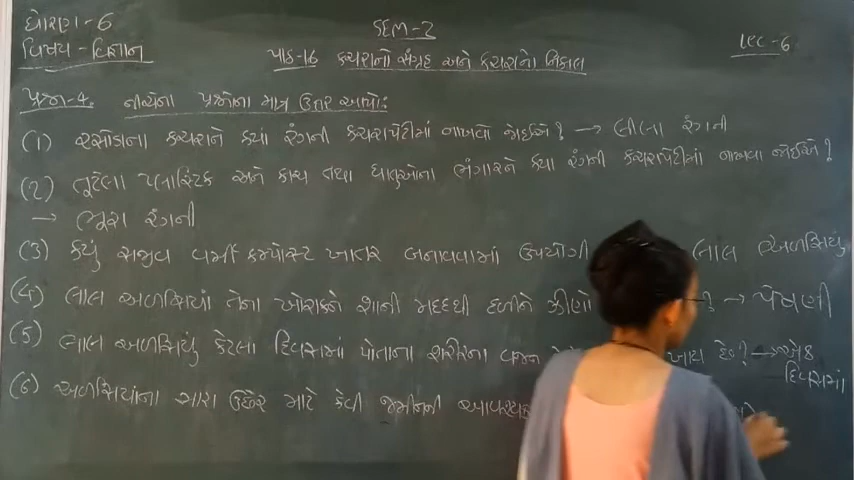 ધોરણ-6
SEM-2
વિષય - વિજ્ઞાન
પાઠ-16 કચરાનો સંગ્રહ અને કચરાનો નિકાલ
LEC-6
પ્રશ્ન-4. નીચેના પ્રશ્નોના માત્ર ઉત્તર આપો:
(1) રસોડાના કચરાને કયા રંગની કચરાપેટીમાં નાખવો જોઈએ? → લીલા રંગની
(2) તૂટેલા પ્લાસ્ટિક અને કાચ તથા ધાતુઓના ભંગારને કયા રંગની કચરાપેટીમાં નાખવા જોઈએ?
→ ભૂરા રંગની
(3) કયું સજીવ વર્મી કમ્પોસ્ટ ખાતર બનાવવામાં ઉપયોગી લાલ અળસિયું
(4) લાલ અળસિયાં તેના ખોરાકને શાની મદદથી દળીને ઝીણો ? → પેષણી
(5) લાલ અળસિયું કેટલા દિવસમાં પોતાના શરીરના વજન ખાય છે? → એક
દિવસમાં
(6) અળસિયાંના સારા ઉછેર માટે કેવી જમીનની